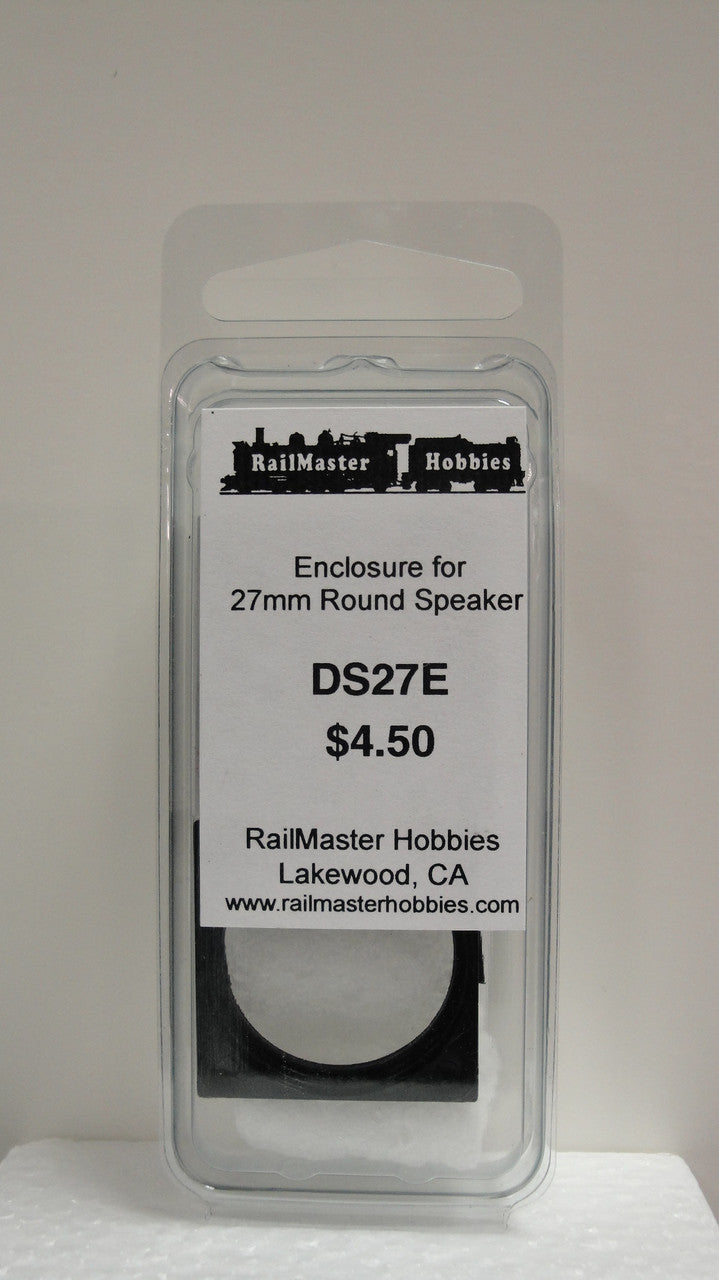 RailMaster Hobbies
Enclosure for
27mm Round Speaker
DS27E
$4.50
RailMaster Hobbies
Lakewood, CA
www.railmasterhobbies.com